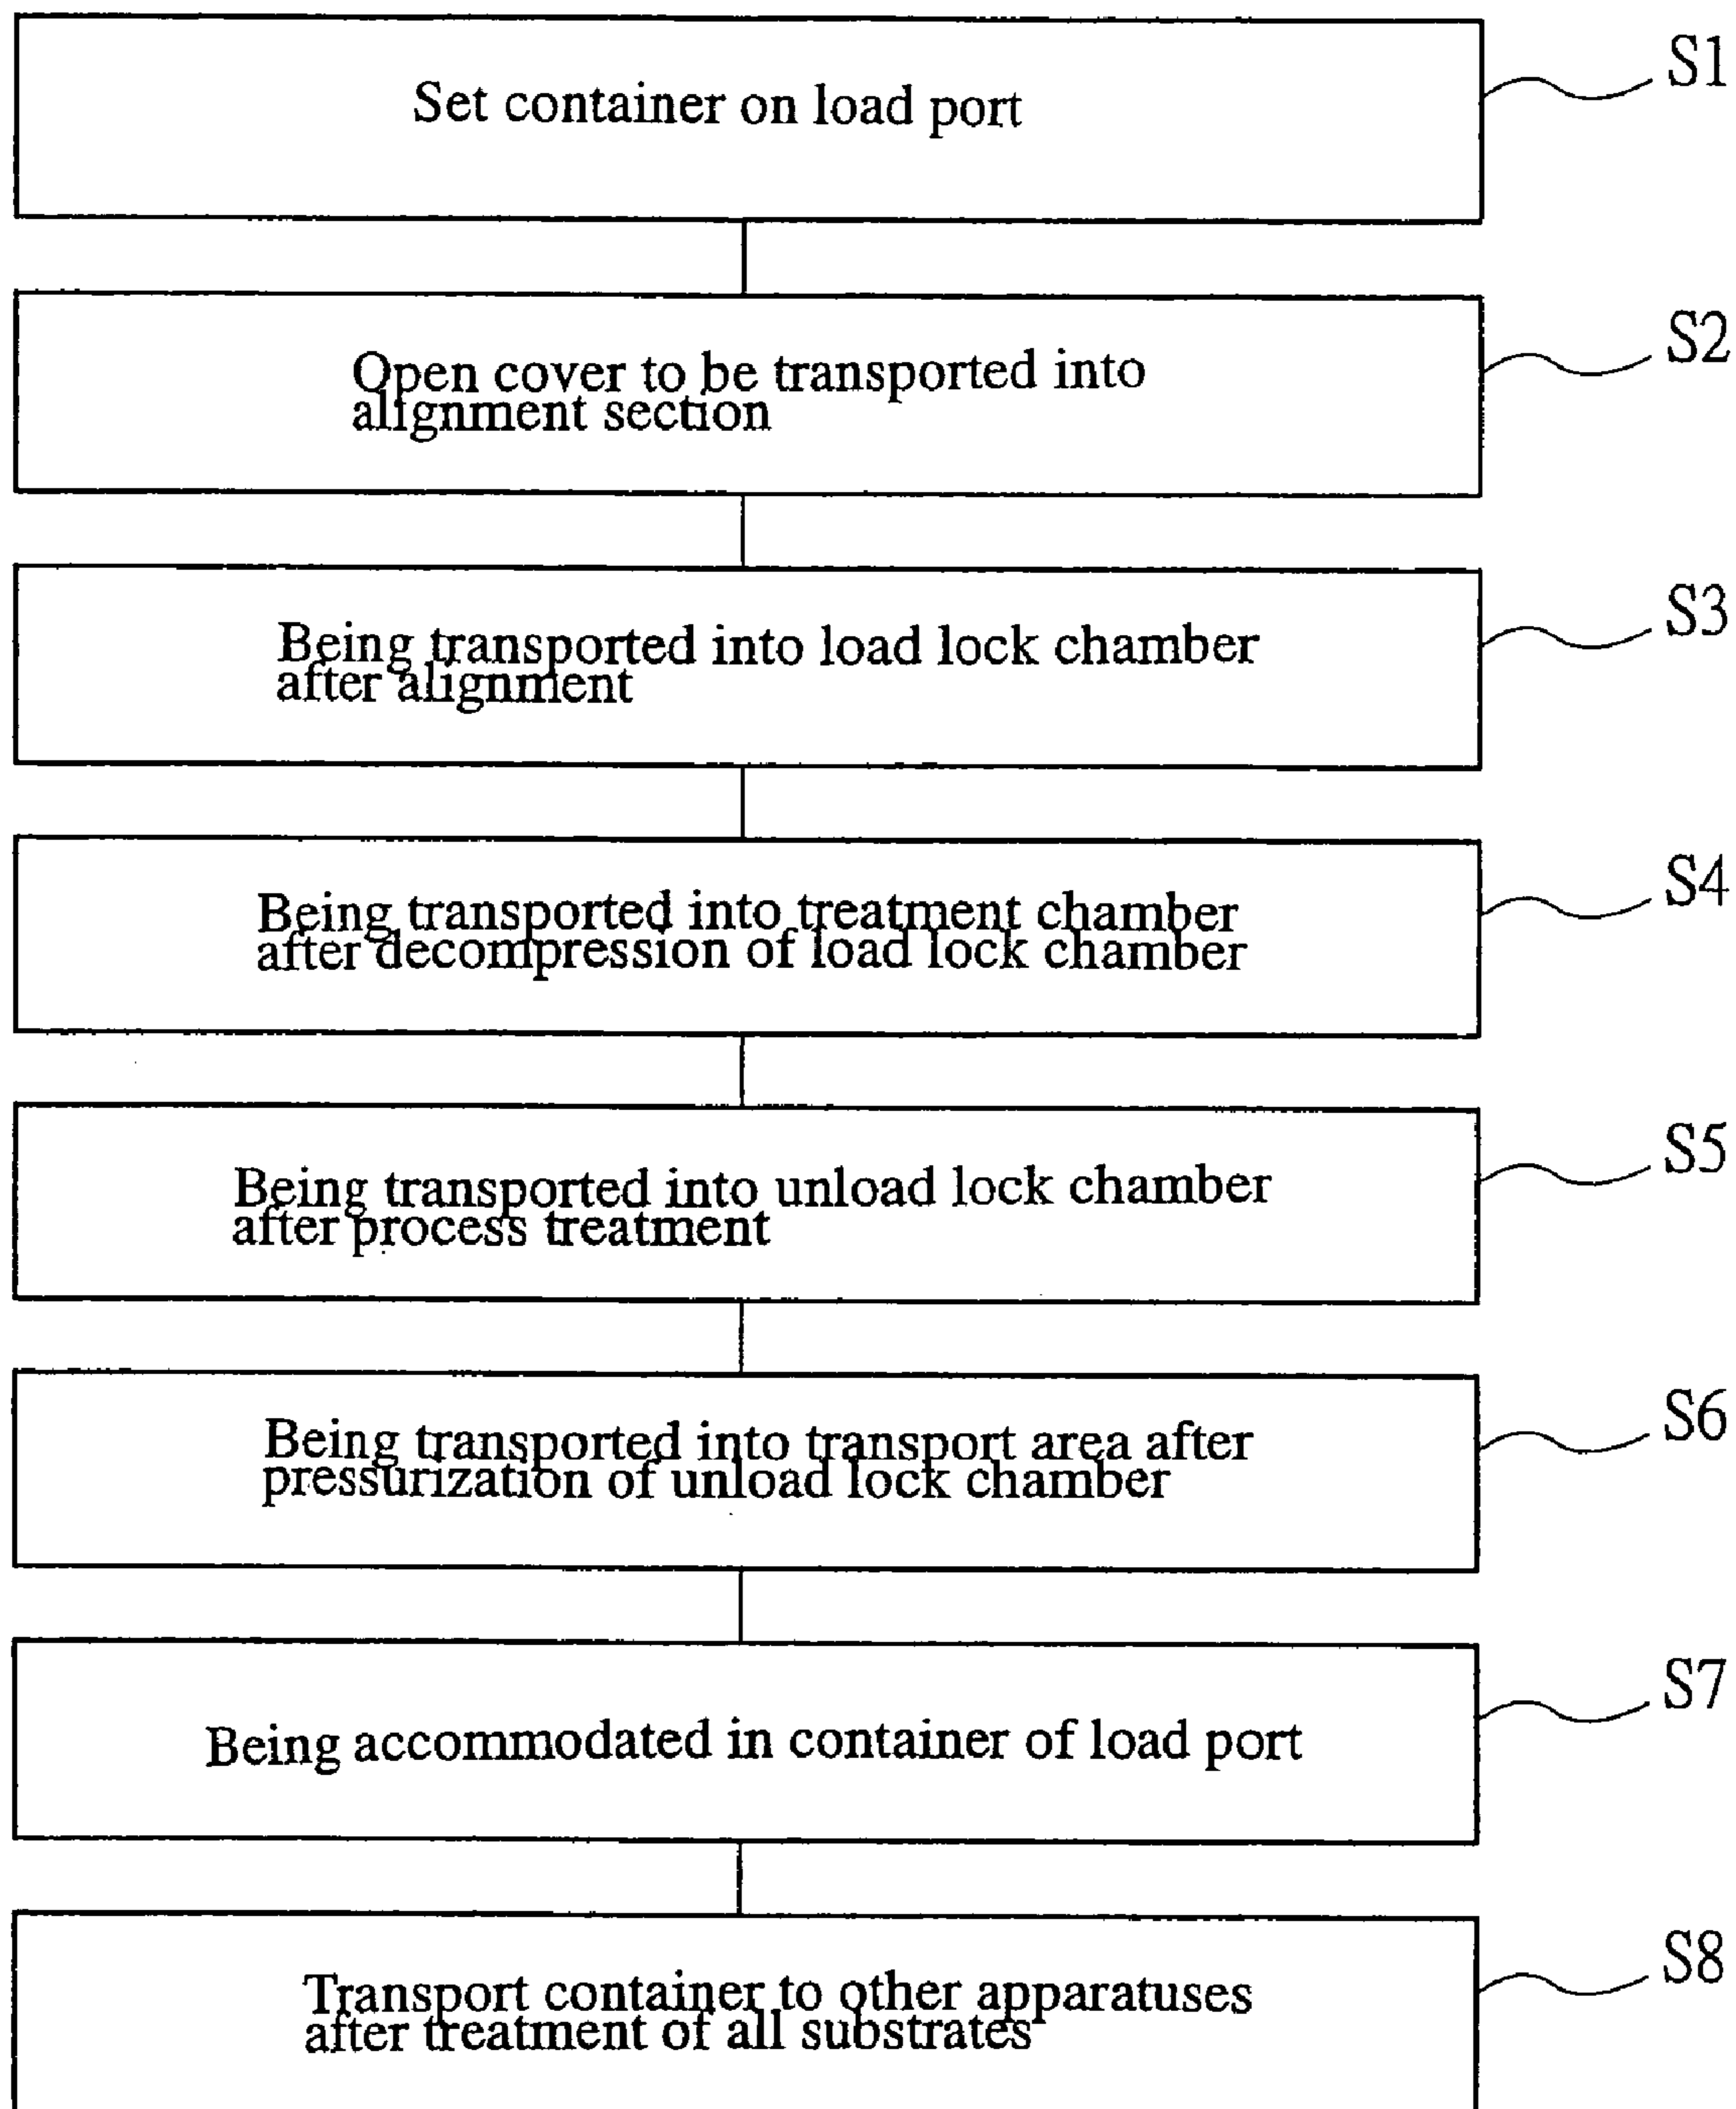 Set container on load port
S1
Open cover to be transported into
alignment section
S2
Being transported into load lock chamber
after alignment
S3
Being transported into treatment chamber
after decompression of load lock chamber
S4
Being transported into unload lock chamber
after process treatment
S5
Being transported into transport area after
pressurization of unload lock chamber
S6
Being accommodated in container of load port
S7
Transport container to other apparatuses
after treatment of all substrates
S8